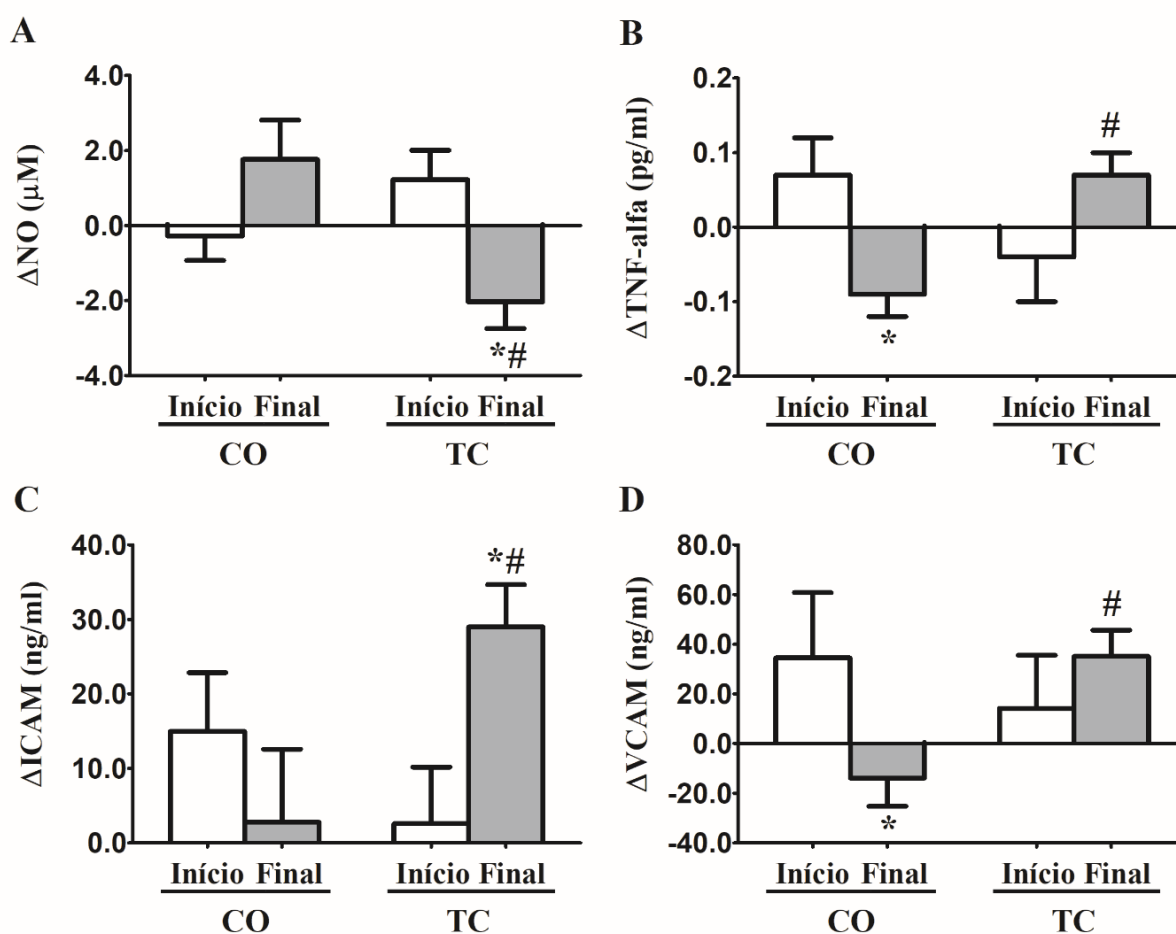 A
ΔNO (μM)
4.0
2.0
0.0
-2.0
-4.0
*#
Início Final Início Final
CO TC
B
ΔTNF-alfa (pg/ml)
0.2
0.1
0.0
-0.1
-0.2
#
*
Início Final Início Final
CO TC
C
ΔICAM (ng/ml)
40.0
30.0
20.0
10.0
0.0
*#
Início Final Início Final
CO TC
D
ΔVCAM (ng/ml)
80.0
60.0
40.0
20.0
0.0
-20.0
-40.0
#
*
Início Final Início Final
CO TC